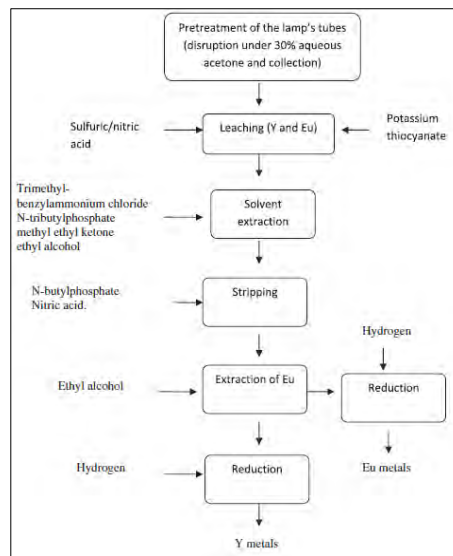 Pretreatment of the lamp's tubes
(disruption under 30% aqueous
acetone and collection)
Sulfuric/nitric
acid
Leaching (Y and Eu)
Potassium
thiocyanate
Trimethyl-
benzylammonium chloride
N-tributylphosphate
methyl ethyl ketone
ethyl alcohol
Solvent
extraction
N-butylphosphate
Nitric acid.
Stripping
Hydrogen
Ethyl alcohol
Extraction of Eu
Reduction
Hydrogen
Reduction
Eu metals
Y metals